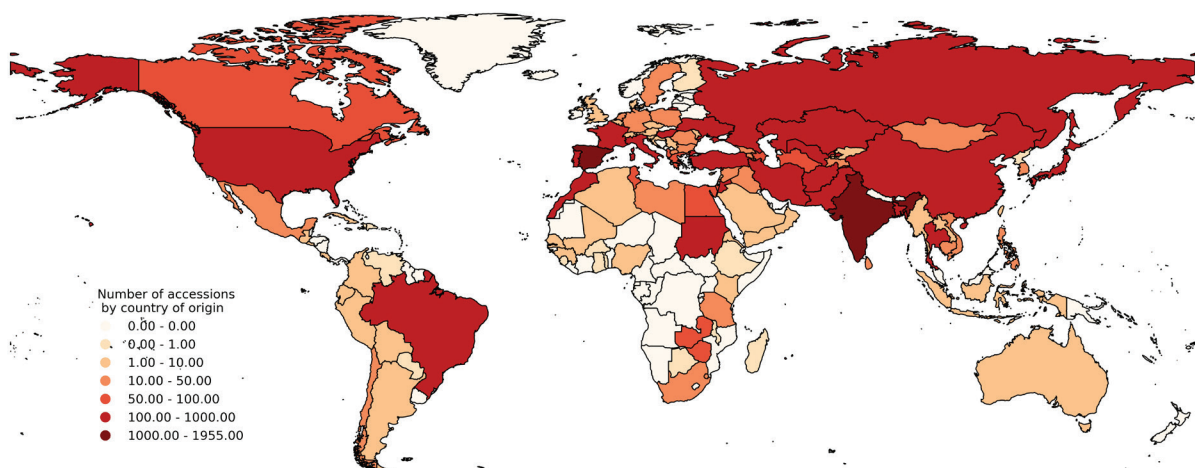 Number of accessions
by country of origin
0.00 - 0.00
0.00 - 1.00
1.00 - 10.00
10.00 - 50.00
50.00 - 100.00
100.00 - 1000.00
1000.00 - 1955.00